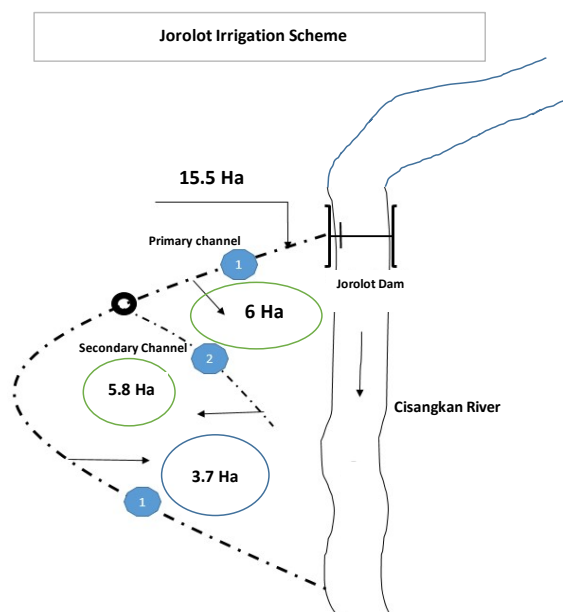 Jorolot Irrigation Scheme
15.5 Ha
Primary channel
1
Jorolot Dam
6 Ha
Secondary Channel
2
5.8 Ha
Cisangkan River
3.7 Ha
1